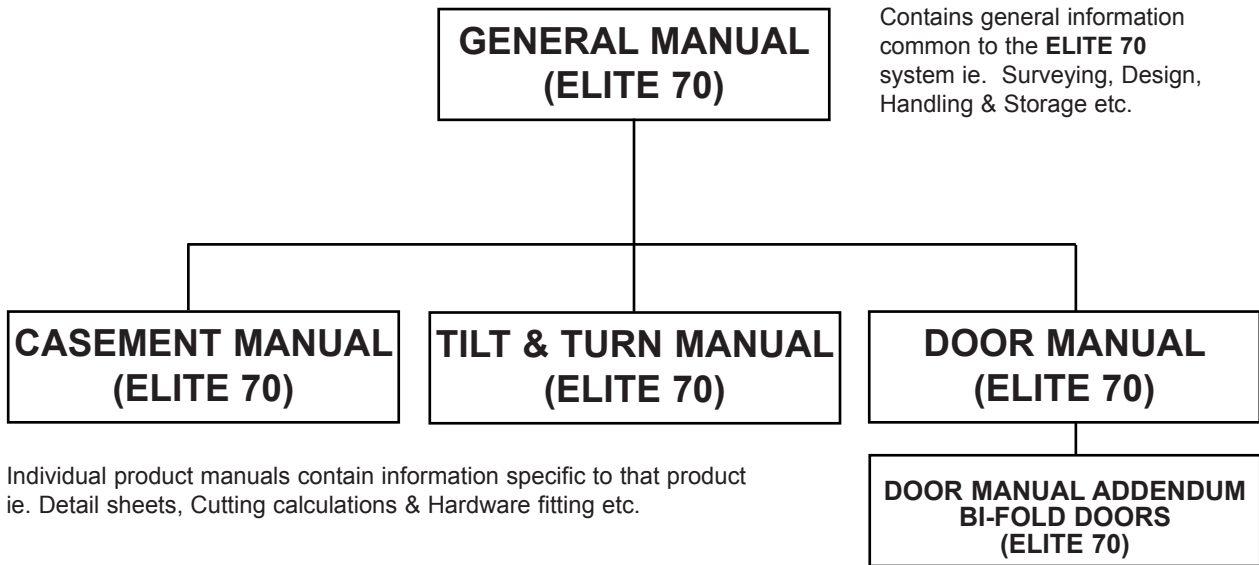 GENERAL MANUAL
(ELITE 70)
Contains general information
common to the ELITE 70
system ie. Surveying, Design,
Handling & Storage etc.
CASEMENT MANUAL
(ELITE 70)
TILT & TURN MANUAL
(ELITE 70)
DOOR MANUAL
(ELITE 70)
Individual product manuals contain information specific to that product
ie. Detail sheets, Cutting calculations & Hardware fitting etc.
DOOR MANUAL ADDENDUM
BI-FOLD DOORS
(ELITE 70)